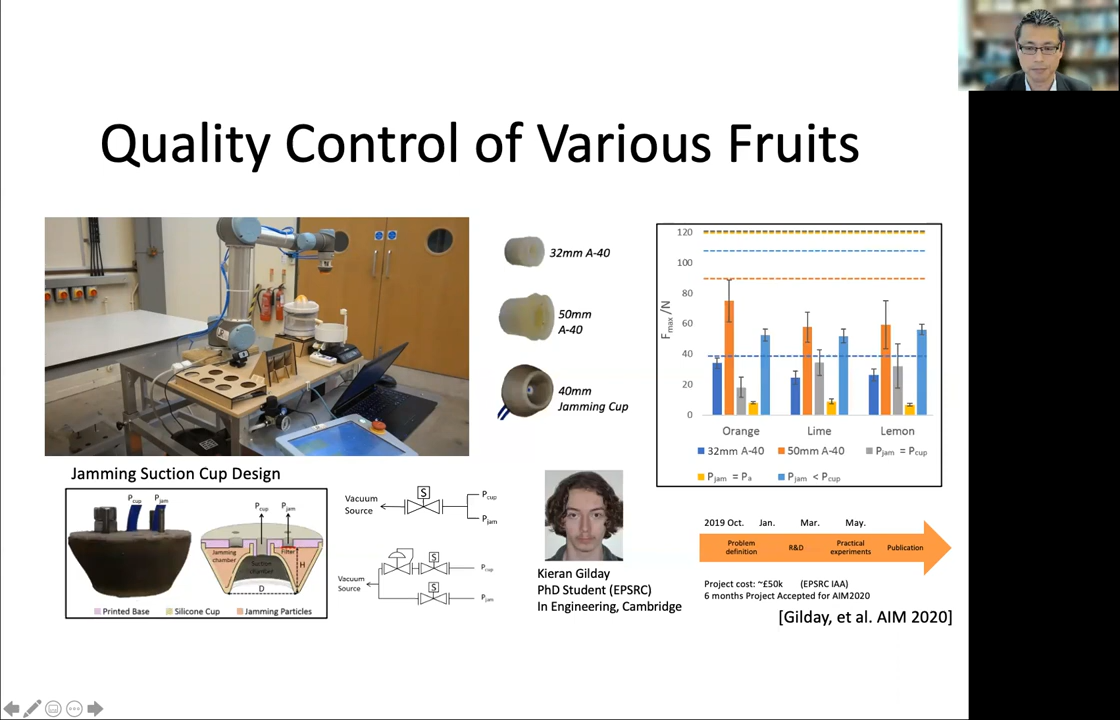 Quality Control of Various Fruits
32mm A-40
50mm
A-40
40mm
Jamming Cup
120
100
80
60
40
20
0
Fmax /N
Orange Lime Lemon
32mm A-40 50mm A-40 Pjam = Pcup
Pjam = Pa Pjam < Pcup
Jamming Suction Cup Design
Pcup Pjam
Pcup Pjam
Jamming
chamber
Filter
Suction
chamber
H
D
Printed Base Silicone Cup Jamming Particles
Vacuum
Source
S
Pcup
Pjam
Vacuum
Source
S
S
Pcup
Pjam
Kieran Gilday
PhD Student (EPSRC)
In Engineering, Cambridge
2019 Oct. Jan. Mar. May.
Problem
definition
R&D
Practical
experiments
Publication
Project cost: ~£50k (EPSRC IAA)
6 months Project Accepted for AIM2020
[Gilday, et al. AIM 2020]